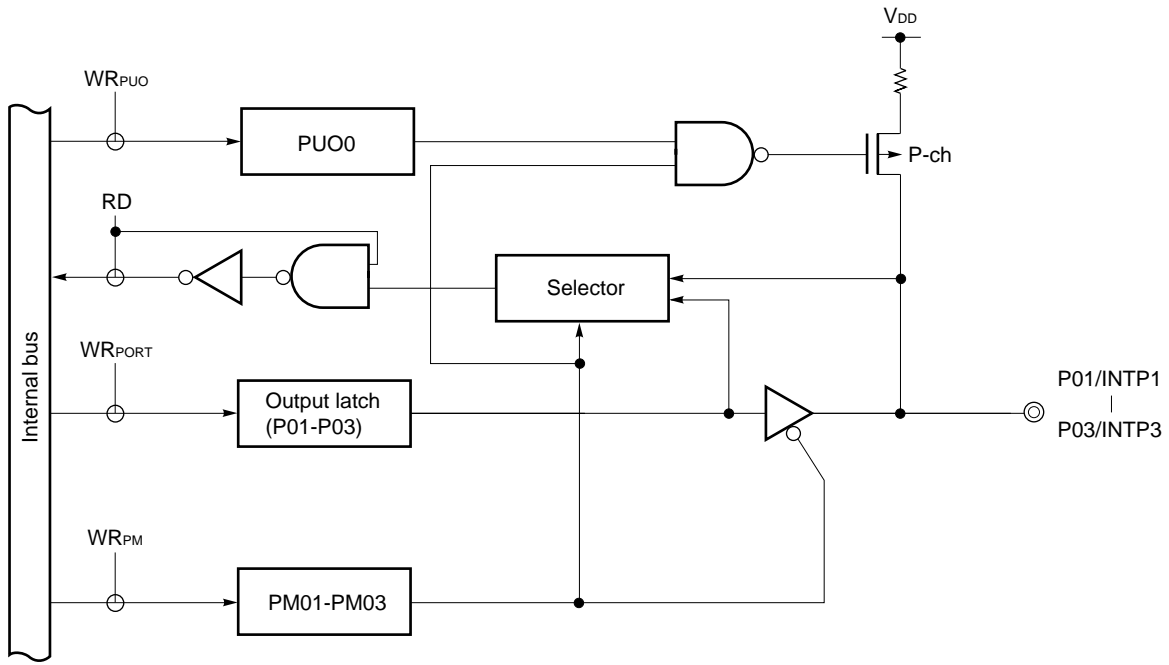 VDD
WRPUO
PUO0
P-ch
RD
Selector
Internal bus
WRPORT
Output latch
(P01-P03)
P01/INTP1
P03/INTP3
WRPM
PM01-PM03